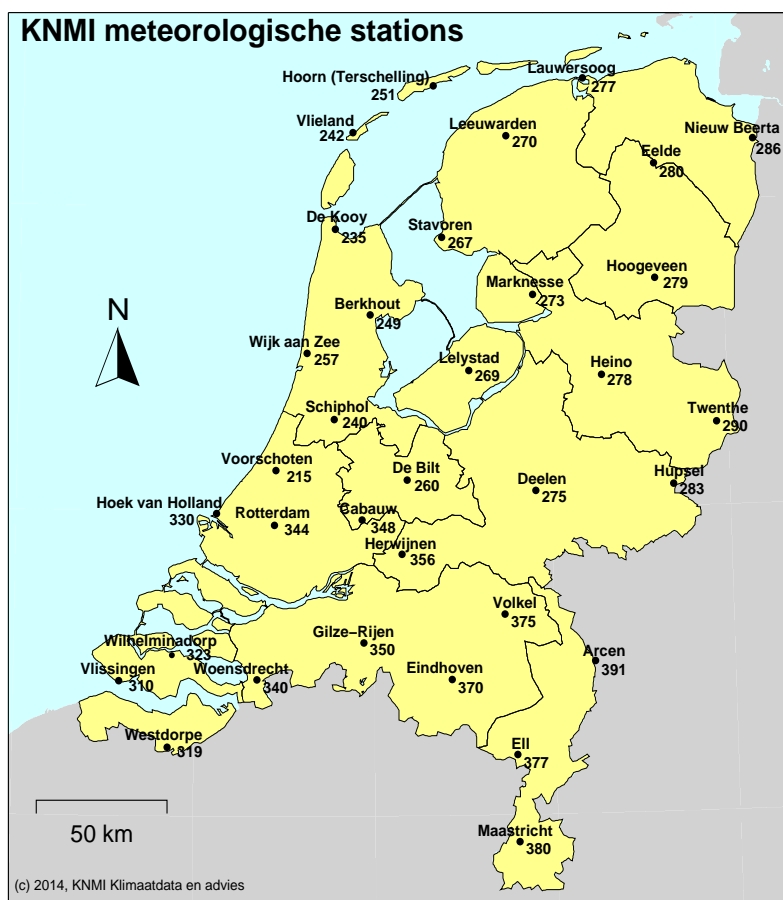 KNMI meteorologische stations
Lauwersoog
277
Hoorn (Terschelling)
251
Vlieland
242
Leeuwarden
270
Nieuw Beerta
286
Eelde
280
De Kooy
235
Stavoren
267
Hoogeveen
279
Marknesse
273
Berkhout
249
N
Wijk aan Zee
257
Lelystad
269
Heino
278
Twenthe
290
Schiphol
240
Voorschoten
215
De Bilt
260
Deelen
275
Hupsel
283
Hoek van Holland
330
Rotterdam
344
Cabauw
348
Herwijnen
356
Volkel
375
Gilze−Rijen
350
Arcen
391
Wilhelminadorp
323
Vlissingen
310
Woensdrecht
340
Eindhoven
370
Westdorpe
319
Ell
377
50 km
Maastricht
380
(c) 2014, KNMI Klimaatdata en advies